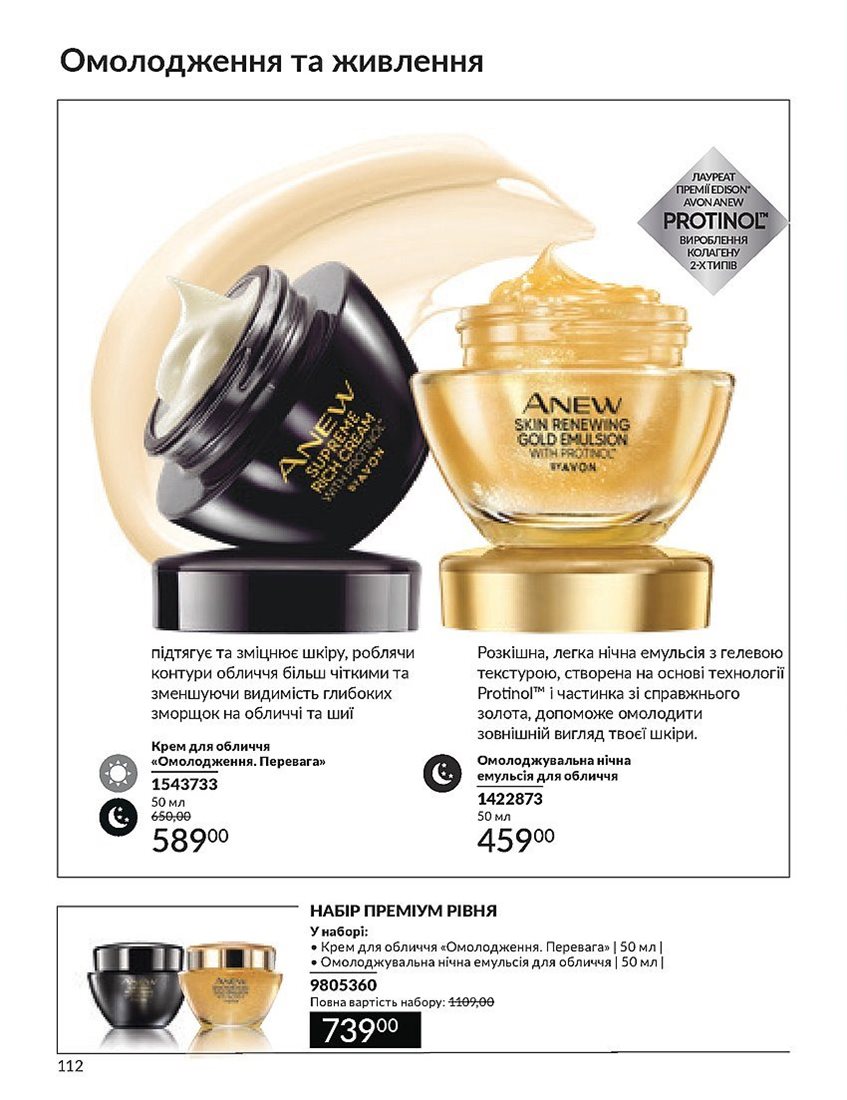 Омолодження та живлення
ЛАУРЕАТ
ПРЕМІЇ EDISON*
AVON ANEW
PROTINOL™
ВИРОБЛЕННЯ
КОЛАГЕНУ
2-Х ТИПІВ
ANEW
SUPREME
RICH CREAM
WITH PROTINOL™
BY AVON
ANEW
SKIN RENEWING
GOLD EMULSION
WITH PROTINOL™
BY AVON
підтягує та зміцнює шкіру, роблячи
контури обличчя більш чіткими та
зменшуючи видимість глибоких
зморщок на обличчі та шиї
Крем для обличчя
«Омолодження. Перевага»
1543733
50 мл
650,00
589⁰⁰
Розкішна, легка нічна емульсія з гелевою
текстурою, створена на основі технології
Protinol™ і частинка зі справжнього
золота, допоможе омолодити
зовнішній вигляд твоєї шкіри.
Омолоджувальна нічна
емульсія для обличчя
1422873
50 мл
459⁰⁰
НАБІР ПРЕМІУМ РІВНЯ
У наборі:
• Крем для обличчя «Омолодження. Перевага» | 50 мл |
• Омолоджувальна нічна емульсія для обличчя | 50 мл |
9805360
Повна вартість набору: 1109,00
739⁰⁰
ANEW
ANEW
112